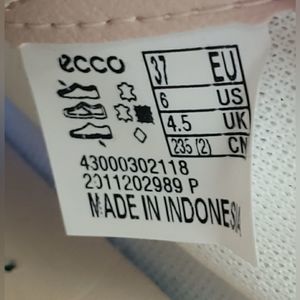 ecco
37 EU
6 US
4.5 UK
235 (2) CN
43000302118
2011202989 P
MADE IN INDONESIA